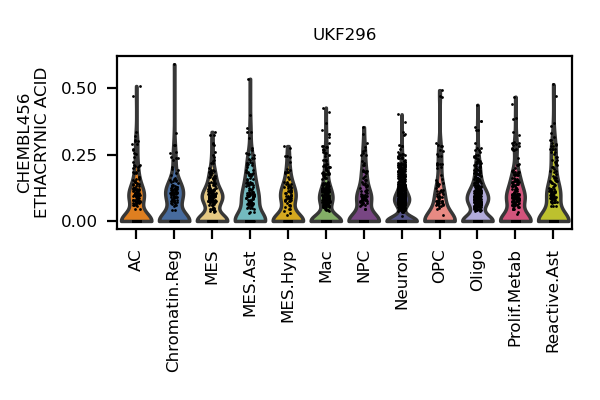 UKF296
CHEMBL456
ETHACRYNIC ACID
0.50
0.25
0.00
AC
Chromatin.Reg
MES
MES.Ast
MES.Hyp
Mac
NPC
Neuron
OPC
Oligo
Prolif.Metab
Reactive.Ast